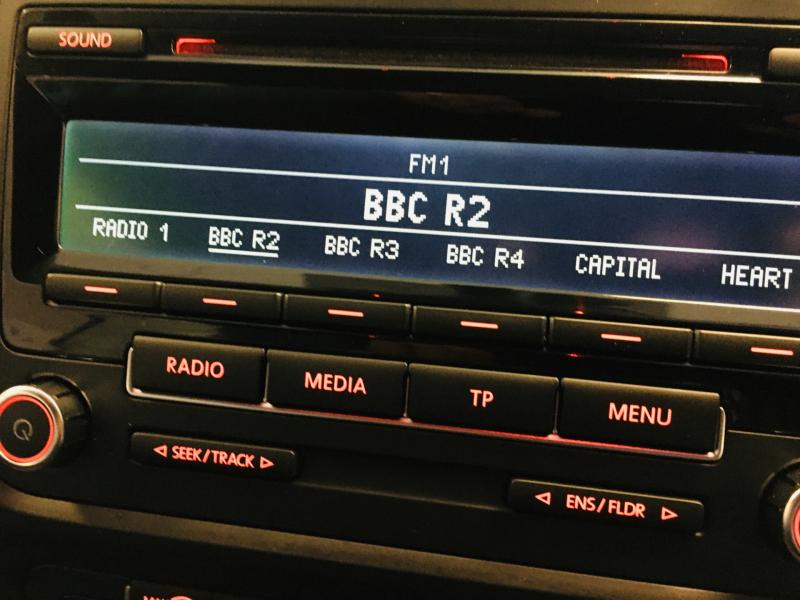 SOUND
FM1
BBC R2
RADIO 1 BBC R2 BBC R3 BBC R4 CAPITAL HEART
RADIO MEDIA TP MENU
SEEK/TRACK
ENS/FLDR